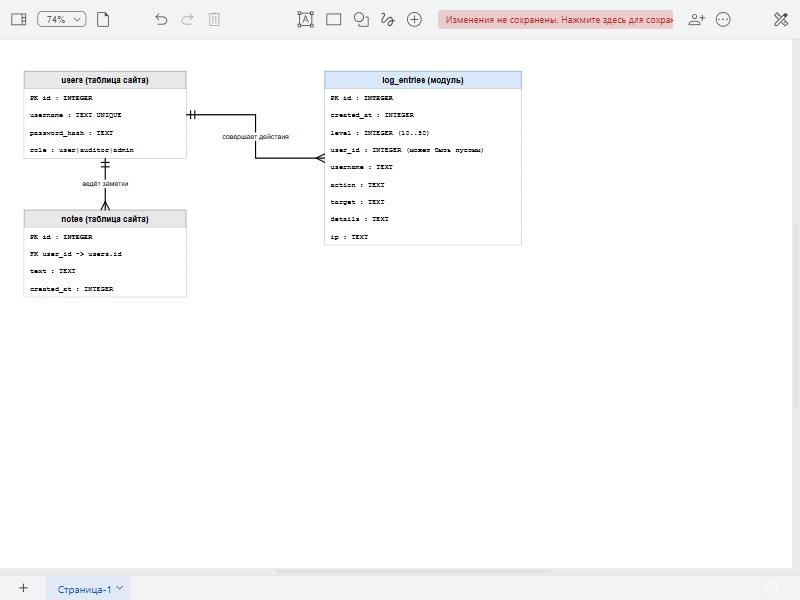 74%
Изменения не сохранены. Нажмите здесь для сохран
users (таблица сайта)
PK id : INTEGER
username : TEXT UNIQUE
password_hash : TEXT
role : user|auditor|admin
совершает действия
log_entries (модуль)
PK id : INTEGER
created_at : INTEGER
level : INTEGER (10..50)
user_id : INTEGER (может быть пустым)
username : TEXT
action : TEXT
target : TEXT
details : TEXT
ip : TEXT
ведёт заметки
notes (таблица сайта)
PK id : INTEGER
FK user_id -> users.id
text : TEXT
created_at : INTEGER
Страница-1